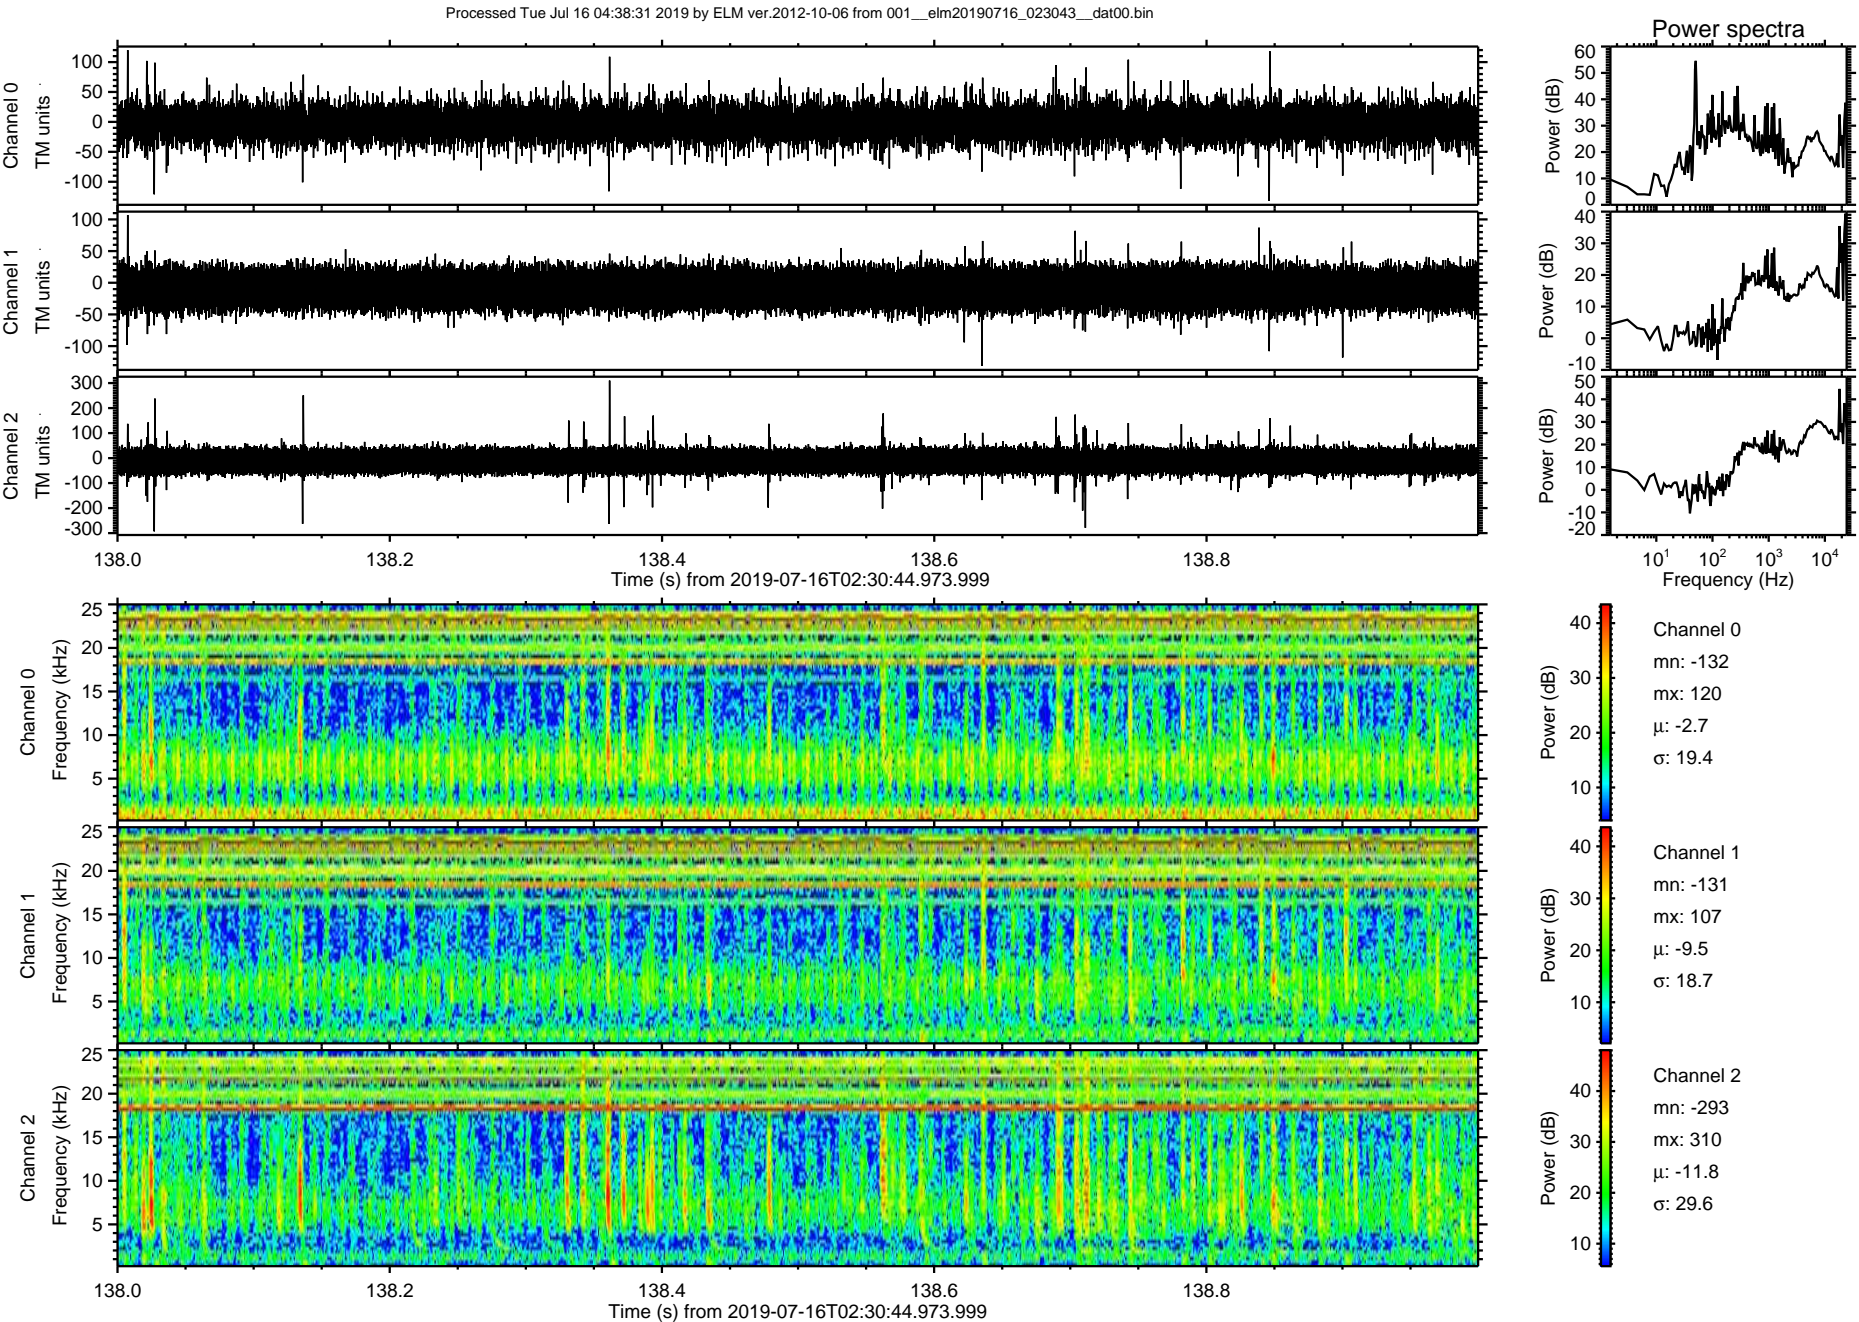 Processed Tue Jul 16 04:38:31 2019 by ELM ver.2012-10-06 from 001__elm20190716_023043__dat00.bin
Power spectra
Channel 0
TM units
100
50
0
-50
-100
Power (dB)
60
50
40
30
20
10
0
Channel 1
TM units
100
50
0
-50
-100
Power (dB)
40
30
20
10
0
-10
Channel 2
TM units
300
200
100
0
-100
-200
-300
Power (dB)
50
40
30
20
10
0
-10
-20
138.0 138.2 138.4 138.6 138.8
Time (s) from 2019-07-16T02:30:44.973.999
10^1 10^2 10^3 10^4
Frequency (Hz)
Channel 0
Frequency (kHz)
25
20
15
10
5
Power (dB)
40
30
20
10
Channel 0
mn: -132
mx: 120
μ: -2.7
σ: 19.4
Channel 1
Frequency (kHz)
25
20
15
10
5
Power (dB)
40
30
20
10
Channel 1
mn: -131
mx: 107
μ: -9.5
σ: 18.7
Channel 2
Frequency (kHz)
25
20
15
10
5
Power (dB)
40
30
20
10
Channel 2
mn: -293
mx: 310
μ: -11.8
σ: 29.6
138.0 138.2 138.4 138.6 138.8
Time (s) from 2019-07-16T02:30:44.973.999